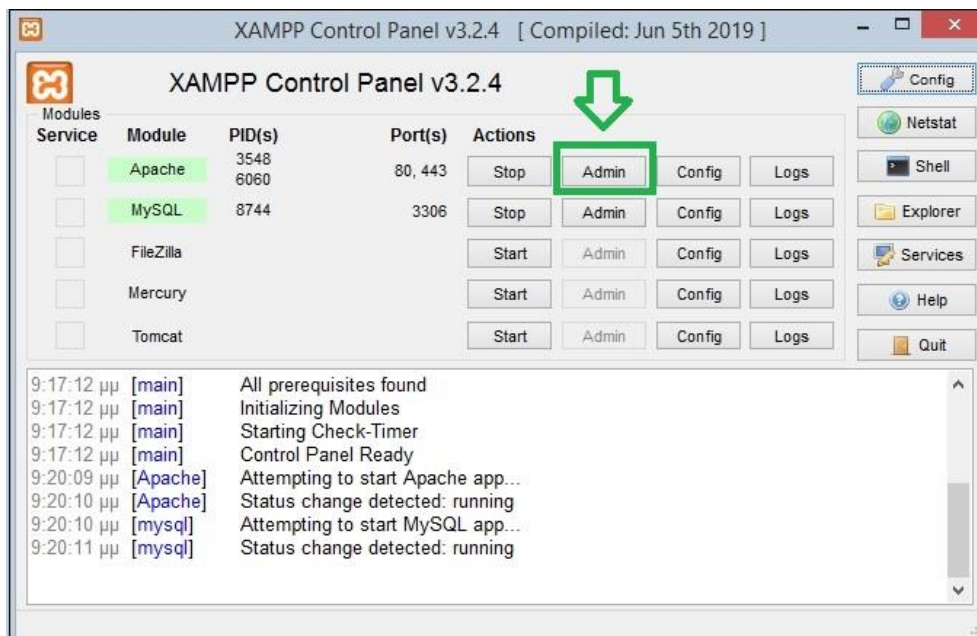 XAMPP Control Panel v3.2.4 [ Compiled: Jun 5th 2019 ]
XAMPP Control Panel v3.2.4
Config
Modules
Netstat
Service Module PID(s) Port(s) Actions
Apache 3548 6060 80, 443 Stop Admin Config Logs
Shell
MySQL 8744 3306 Stop Admin Config Logs
Explorer
FileZilla Start Admin Config Logs
Services
Mercury Start Admin Config Logs
Help
Tomcat Start Admin Config Logs
Quit
9:17:12 μμ [main] All prerequisites found
9:17:12 μμ [main] Initializing Modules
9:17:12 μμ [main] Starting Check-Timer
9:17:12 μμ [main] Control Panel Ready
9:20:09 μμ [Apache] Attempting to start Apache app...
9:20:10 μμ [Apache] Status change detected: running
9:20:10 μμ [mysql] Attempting to start MySQL app...
9:20:11 μμ [mysql] Status change detected: running